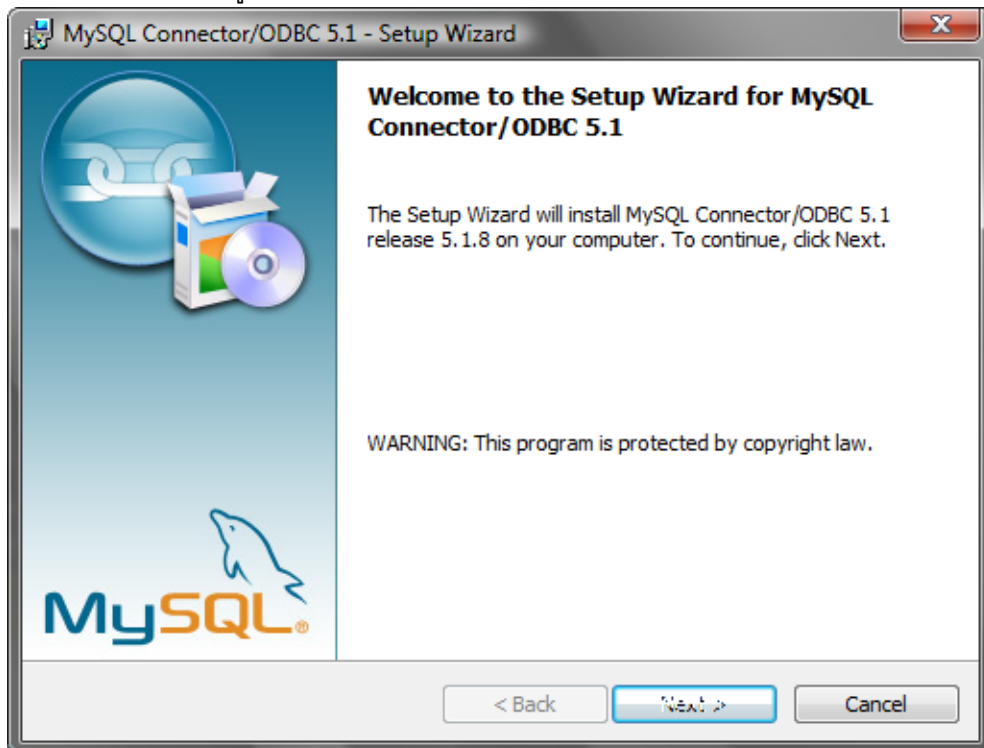 MySQL Connector/ODBC 5.1 - Setup Wizard
Welcome to the Setup Wizard for MySQL
Connector/ODBC 5.1
The Setup Wizard will install MySQL Connector/ODBC 5.1
release 5.1.8 on your computer. To continue, click Next.
WARNING: This program is protected by copyright law.
MySQL®
< Back
Next >
Cancel